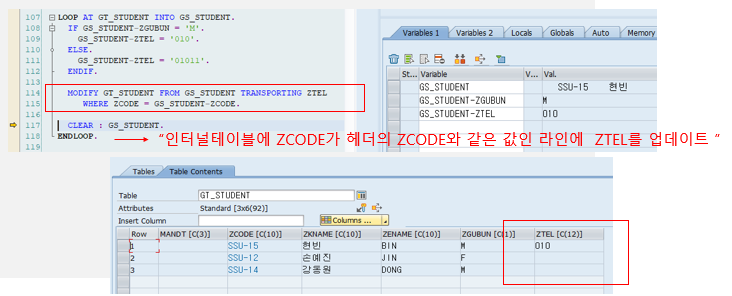 107 LOOP AT GT_STUDENT INTO GS_STUDENT.
108 IF GS_STUDENT-ZGUBUN = 'M'.
109 GS_STUDENT-ZTEL = '010'.
110 ELSE.
111 GS_STUDENT-ZTEL = '01011'.
112 ENDIF.
113
114 MODIFY GT_STUDENT FROM GS_STUDENT TRANSPORTING ZTEL
115 WHERE ZCODE = GS_STUDENT-ZCODE.
116
117 CLEAR : GS_STUDENT.
118 ENDLOOP.
119
"인터널테이블에 ZCODE가 헤더의 ZCODE와 같은 값인 라인에 ZTEL를 업데이트 "
Variables 1 Variables 2 Locals Globals Auto Memory
St... Variable V... Val.
GS_STUDENT SSU-15 현빈
GS_STUDENT-ZGUBUN M
GS_STUDENT-ZTEL 010
Tables Table Contents
Table GT_STUDENT
Attributes Standard [3x6(92)]
Insert Column Columns ...
Row MANDT [C(3)] ZCODE [C(10)] ZKNAME [C(10)] ZENAME [C(10)] ZGUBUN [C(1)] ZTEL [C(12)]
1 SSU-15 현빈 BIN M 010
2 SSU-12 손예진 JIN F
3 SSU-14 강동원 DONG M